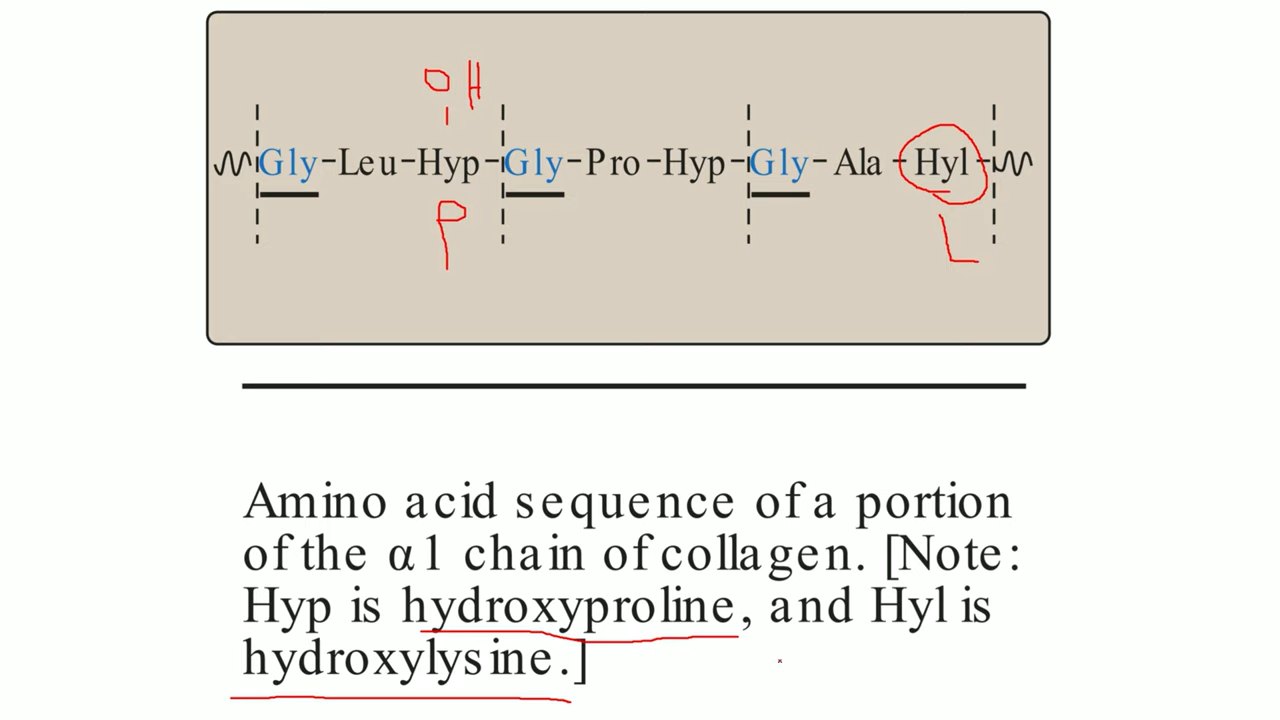 OH
Gly-Leu-Hyp-Gly-Pro-Hyp-Gly-Ala-Hyl
P L
Amino acid sequence of a portion
of the α1 chain of collagen. [Note:
Hyp is hydroxyproline, and Hyl is
hydroxylysine.]